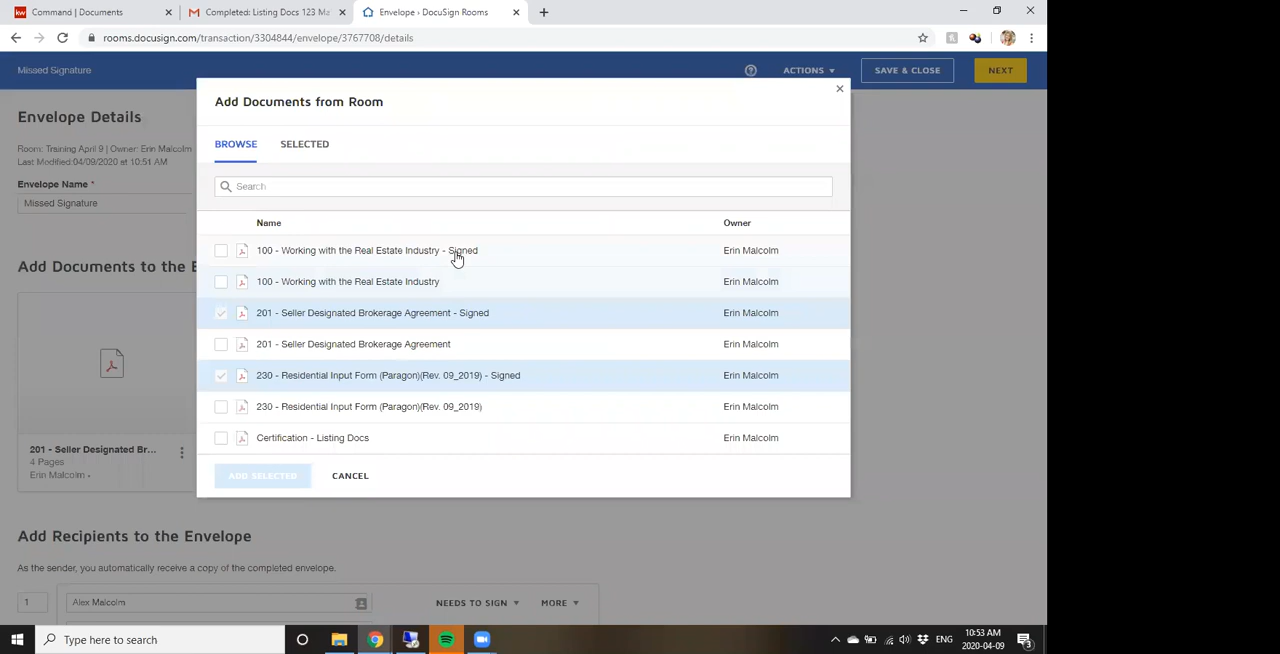 Command | Documents
Completed: Listing Docs 123 Ma
Envelope › DocuSign Rooms
rooms.docusign.com/transaction/3304844/envelope/3767708/details
Missed Signature
ACTIONS
SAVE & CLOSE
NEXT
Envelope Details
Room: Training April 9 | Owner: Erin Malcolm
Last Modified:04/09/2020 at 10:51 AM
Envelope Name *
Missed Signature
Add Documents to the E
201 - Seller Designated Br...
4 Pages
Erin Malcolm -
Add Documents from Room
BROWSE SELECTED
Search
Name Owner
100 - Working with the Real Estate Industry - Signed Erin Malcolm
100 - Working with the Real Estate Industry Erin Malcolm
201 - Seller Designated Brokerage Agreement - Signed Erin Malcolm
201 - Seller Designated Brokerage Agreement Erin Malcolm
230 - Residential Input Form (Paragon)(Rev. 09_2019) - Signed Erin Malcolm
230 - Residential Input Form (Paragon)(Rev. 09_2019) Erin Malcolm
Certification - Listing Docs Erin Malcolm
ADD SELECTED CANCEL
Add Recipients to the Envelope
As the sender, you automatically receive a copy of the completed envelope.
1 Alex Malcolm NEEDS TO SIGN MORE
Type here to search
ENG
10:53 AM
2020-04-09
3